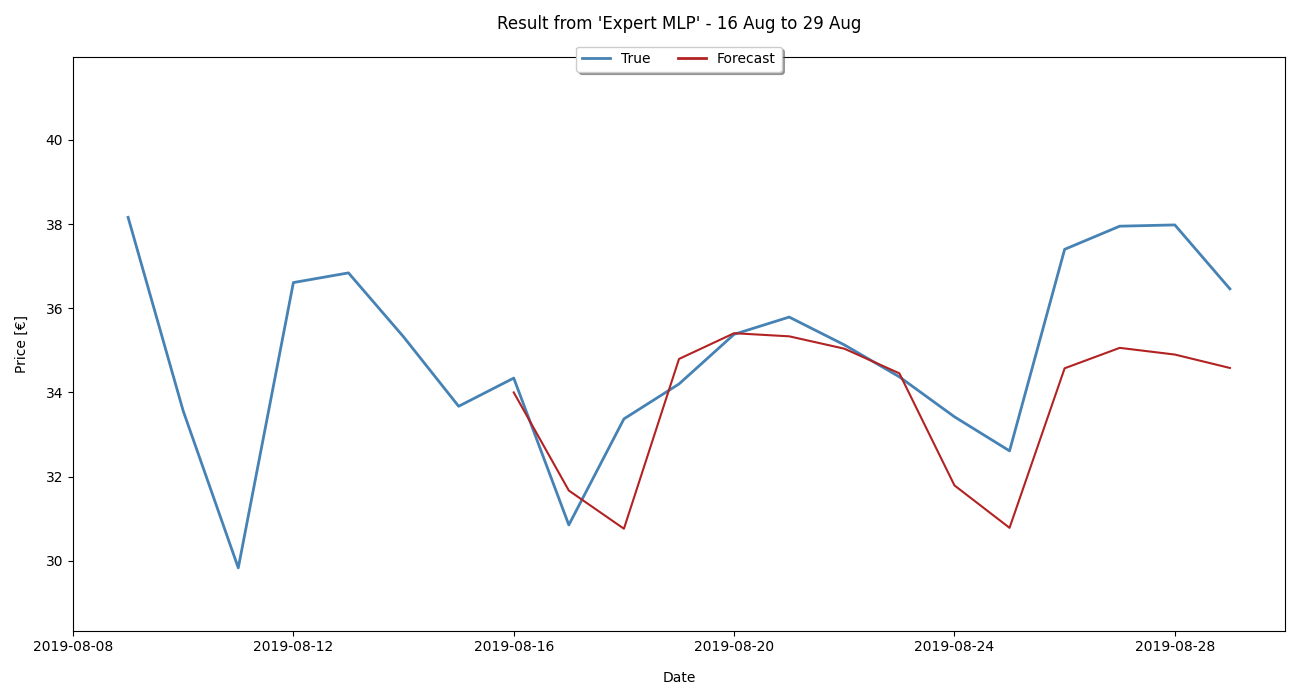 Result from 'Expert MLP' - 16 Aug to 29 Aug
True Forecast
Price [€]
40
38
36
34
32
30
2019-08-08 2019-08-12 2019-08-16 2019-08-20 2019-08-24 2019-08-28
Date